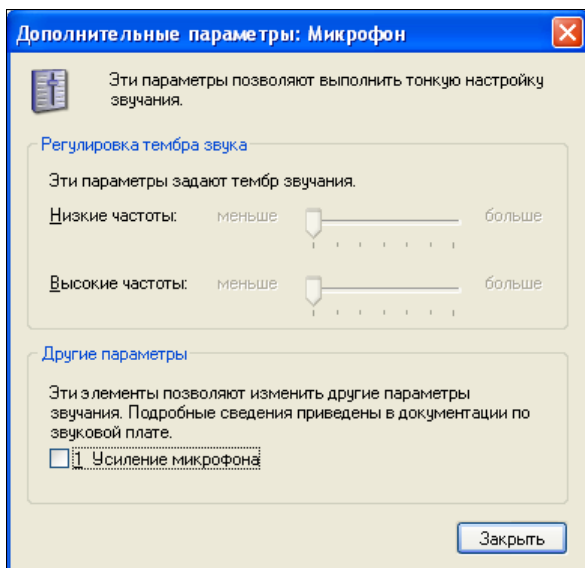 Дополнительные параметры: Микрофон
Эти параметры позволяют выполнить тонкую настройку
звучания.
Регулировка тембра звука
Эти параметры задают тембр звучания.
Низкие частоты: меньше больше
Высокие частоты: меньше больше
Другие параметры
Эти элементы позволяют изменить другие параметры
звучания. Подробные сведения приведены в документации по
звуковой плате.
1 Усиление микрофона
Закрыть